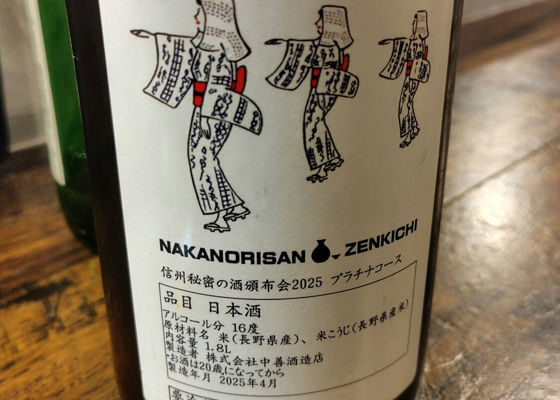 NAKANORISAN ZENKICHI
信州秘密の酒頒布会2025 プラチナコース
品目 日本酒
アルコール分 16度
原材料名 米(長野県産)、米こうじ(長野県産米)
内容量 1.8L
製造者 株式会社中善酒造店
・お酒は20歳になってから
製造年月 2025年4月